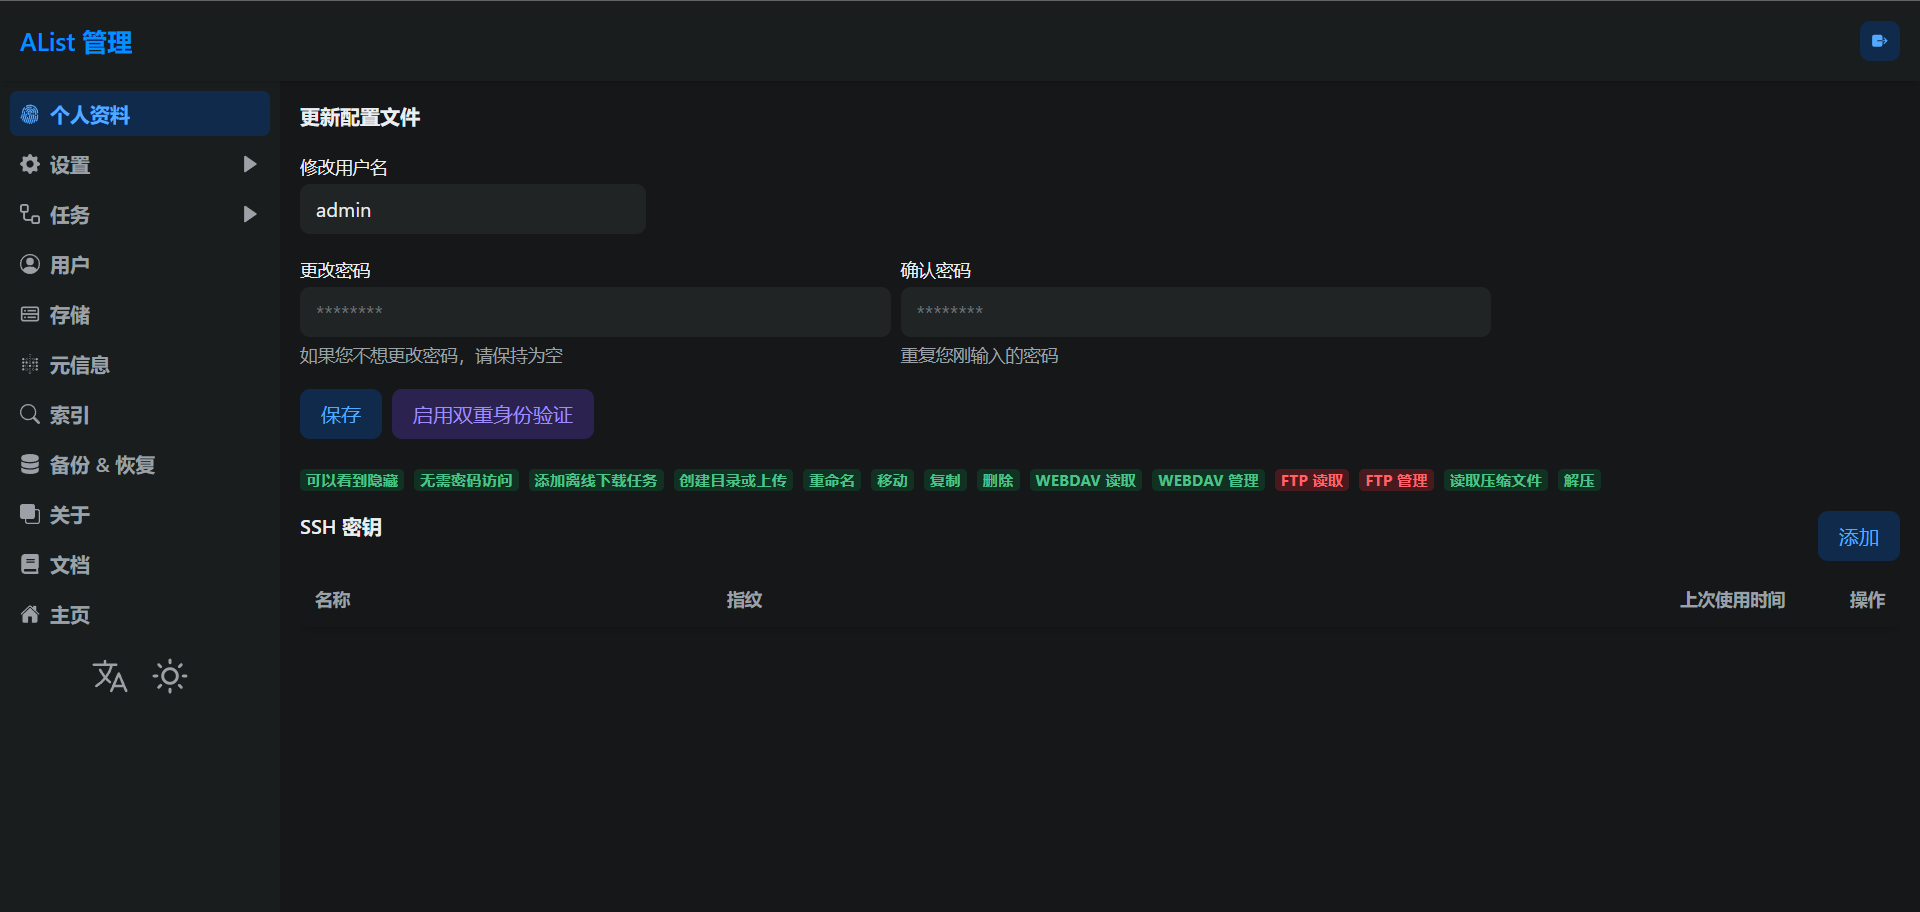 AList 管理
个人资料
设置
任务
用户
存储
元信息
索引
备份 & 恢复
关于
文档
主页
更新配置文件
修改用户名
admin
更改密码 确认密码
******** ********
如果您不想更改密码，请保持为空 重复您刚输入的密码
保存 启用双重身份验证
可以看到隐藏 无需密码访问 添加离线下载任务 创建目录或上传 重命名 移动 复制 删除 WEBDAV 读取 WEBDAV 管理 FTP 读取 FTP 管理 读取压缩文件 解压
SSH 密钥 添加
名称 指纹 上次使用时间 操作